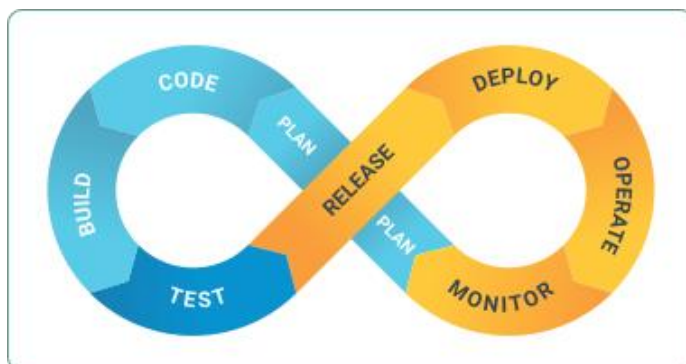 CODE
DEPLOY
PLAN
RELEASE
BUILD
OPERATE
PLAN
TEST
MONITOR